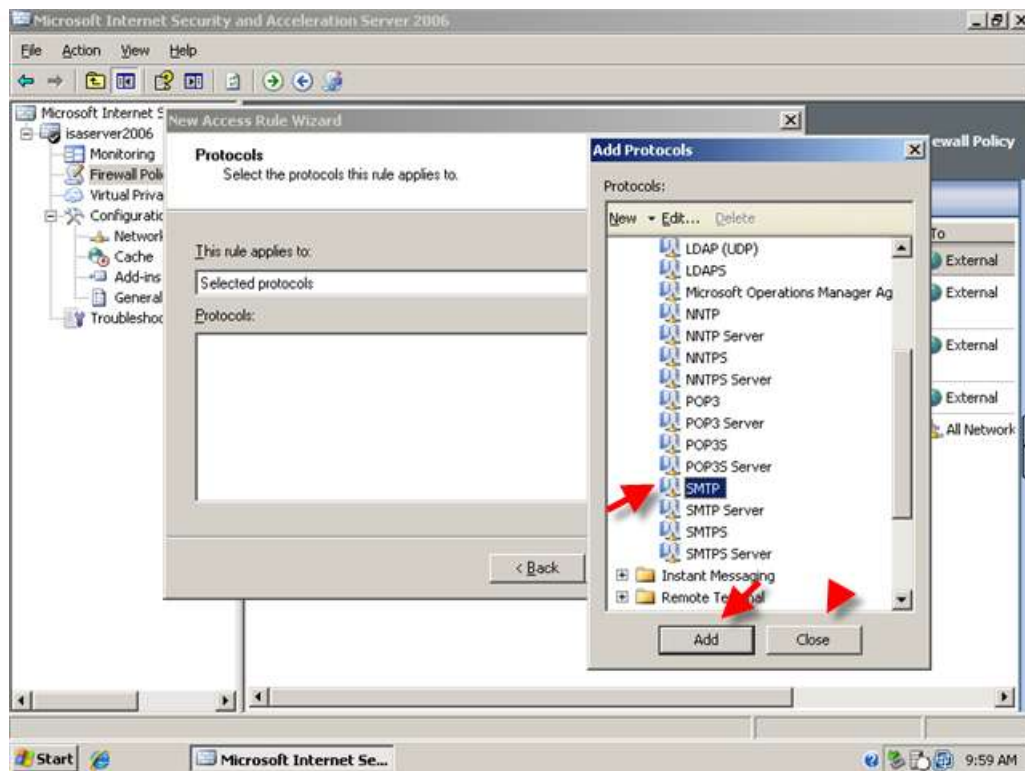 Microsoft Internet Security and Acceleration Server 2006
File Action View Help
Microsoft Internet S
isaserver2006
Monitoring
Firewall Poli
Virtual Priva
Configuratio
Network
Cache
Add-ins
General
Troubleshoo
New Access Rule Wizard
Protocols
Select the protocols this rule applies to.
This rule applies to:
Selected protocols
Protocols:
< Back
Add Protocols
Protocols:
New Edit... Delete
LDAP (UDP)
LDAPS
Microsoft Operations Manager Ag
NNTP
NNTP Server
NNTPS
NNTPS Server
POP3
POP3 Server
POP3S
POP3S Server
SMTP
SMTP Server
SMTPS
SMTPS Server
Instant Messaging
Remote Terminal
Add Close
ewall Policy
To
External
External
External
External
All Network
Start Microsoft Internet Se... 9:59 AM